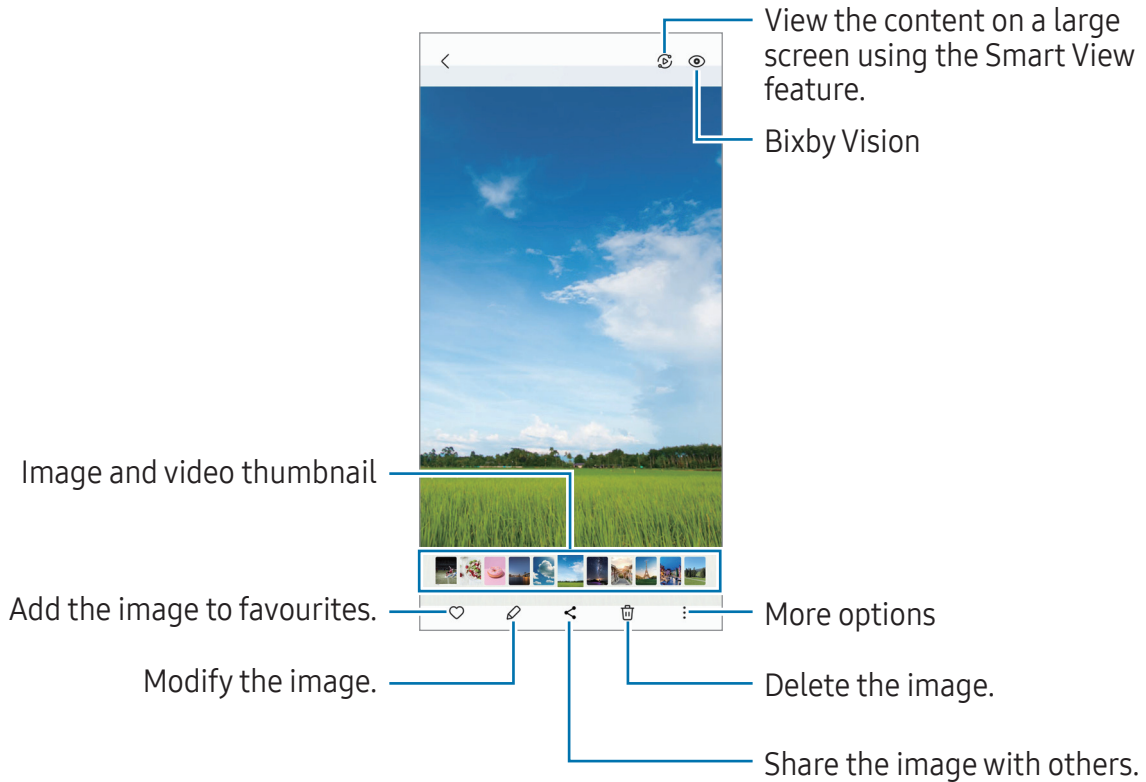 View the content on a large
screen using the Smart View
feature.
Bixby Vision
Image and video thumbnail
Add the image to favourites.
More options
Modify the image.
Delete the image.
Share the image with others.